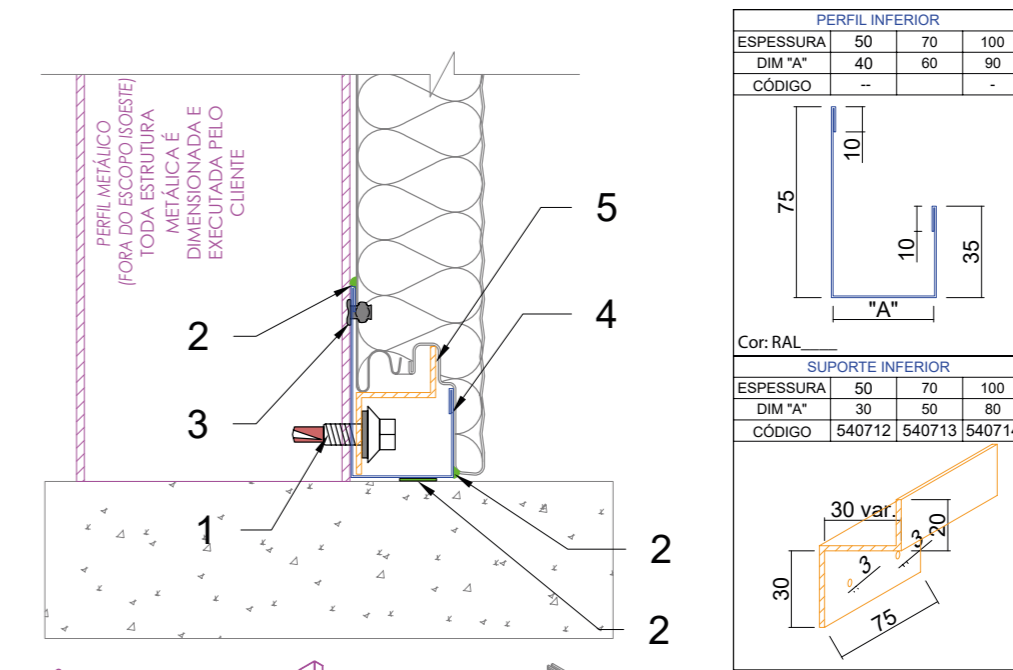 PERFIL METÁLICO
(FORA DO ESCOPO ISOESTE)
TODA ESTRUTURA
METÁLICA É
DIMENSIONADA E
EXECUTADA PELO
CLIENTE
5
2
4
3
1
2
2
PERFIL INFERIOR
ESPESSURA 50 70 100
DIM "A" 40 60 90
CÓDIGO -- -
10
75
10
35
"A"
Cor: RAL____
SUPORTE INFERIOR
ESPESSURA 50 70 100
DIM "A" 30 50 80
CÓDIGO 540712 540713 540714
30 var.
20
3
3
30
75